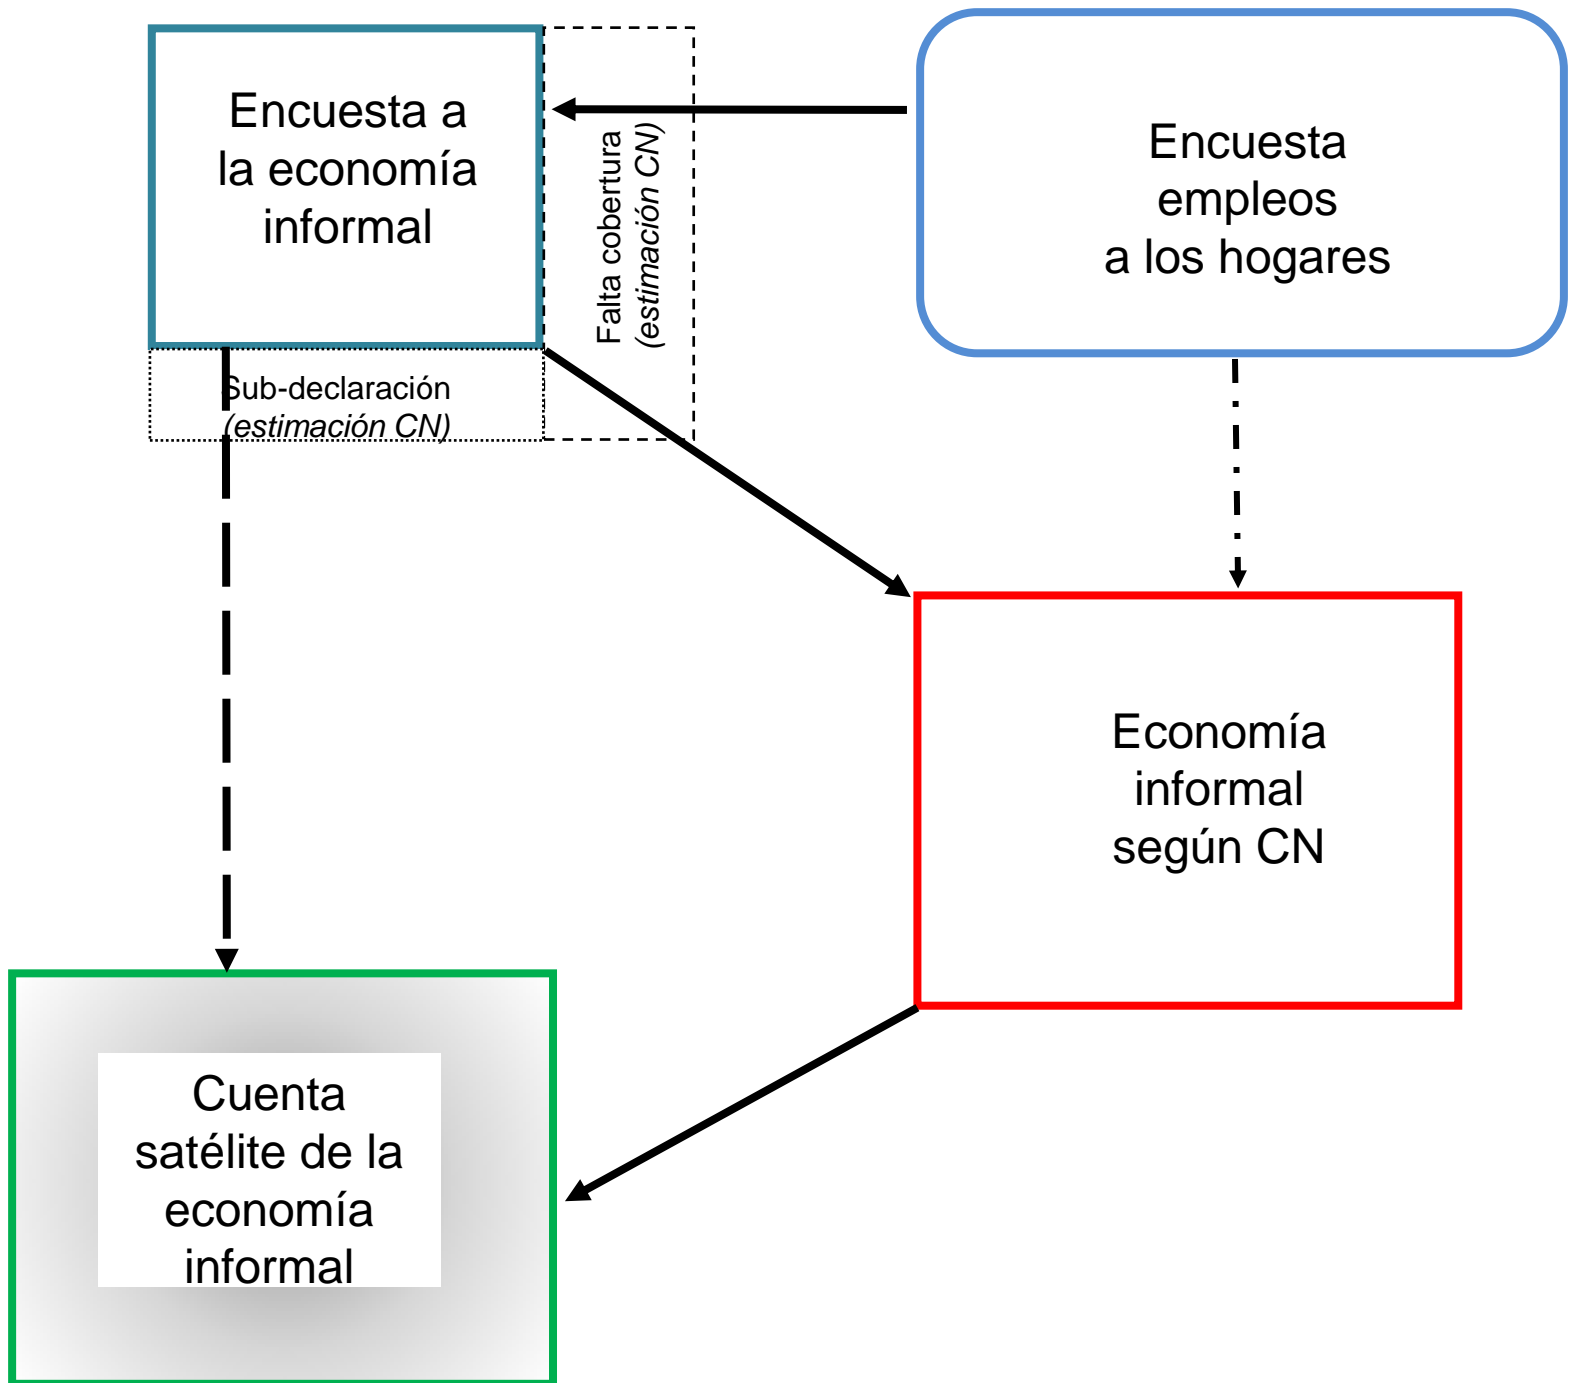 Encuesta a
la economía
informal
Falta cobertura
(estimación CN)
Encuesta
empleos
a los hogares
Sub-declaración
(estimación CN)
Economía
informal
según CN
Cuenta
satélite de la
economía
informal